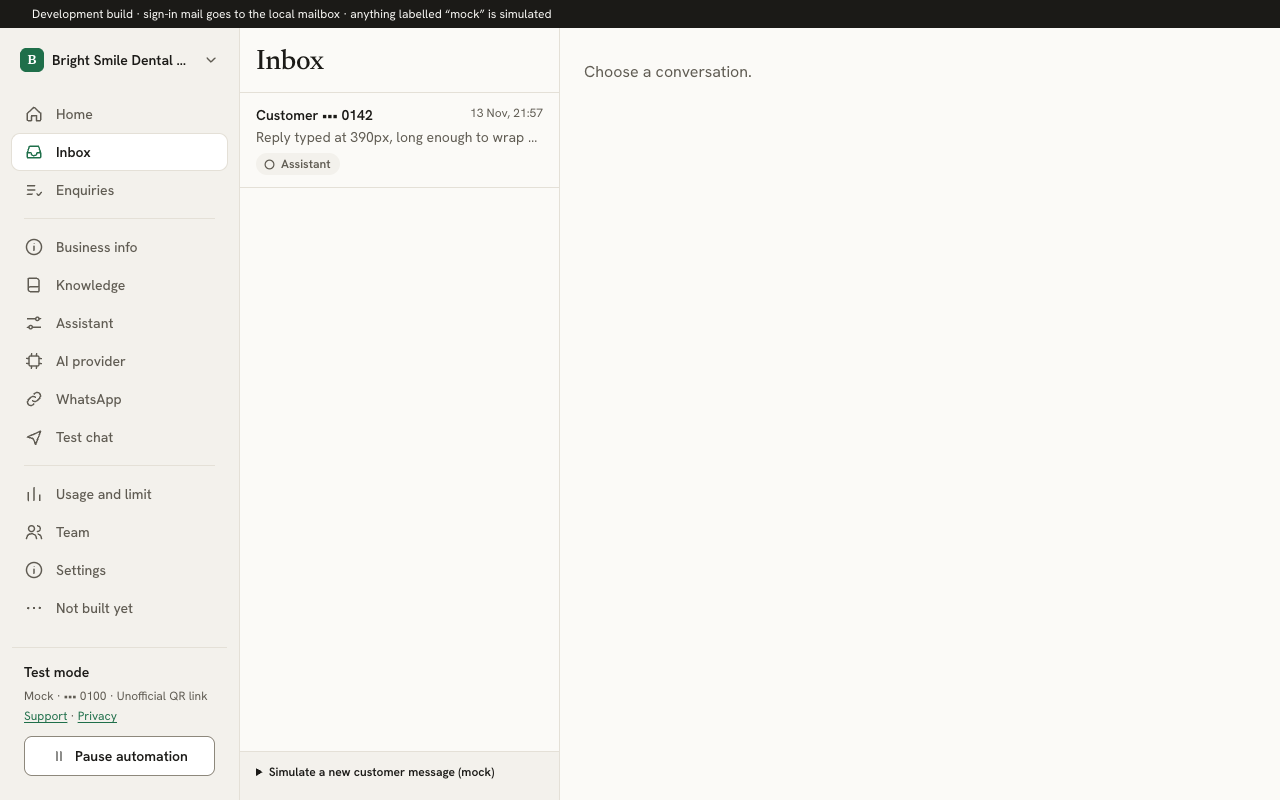 Development build · sign-in mail goes to the local mailbox · anything labelled “mock” is simulated
B Bright Smile Dental ...
Home
Inbox
Enquiries
Business info
Knowledge
Assistant
AI provider
WhatsApp
Test chat
Usage and limit
Team
Settings
Not built yet
Test mode
Mock · ••• 0100 · Unofficial QR link
Support · Privacy
Pause automation
Inbox
Customer ••• 0142 13 Nov, 21:57
Reply typed at 390px, long enough to wrap ...
Assistant
Simulate a new customer message (mock)
Choose a conversation.